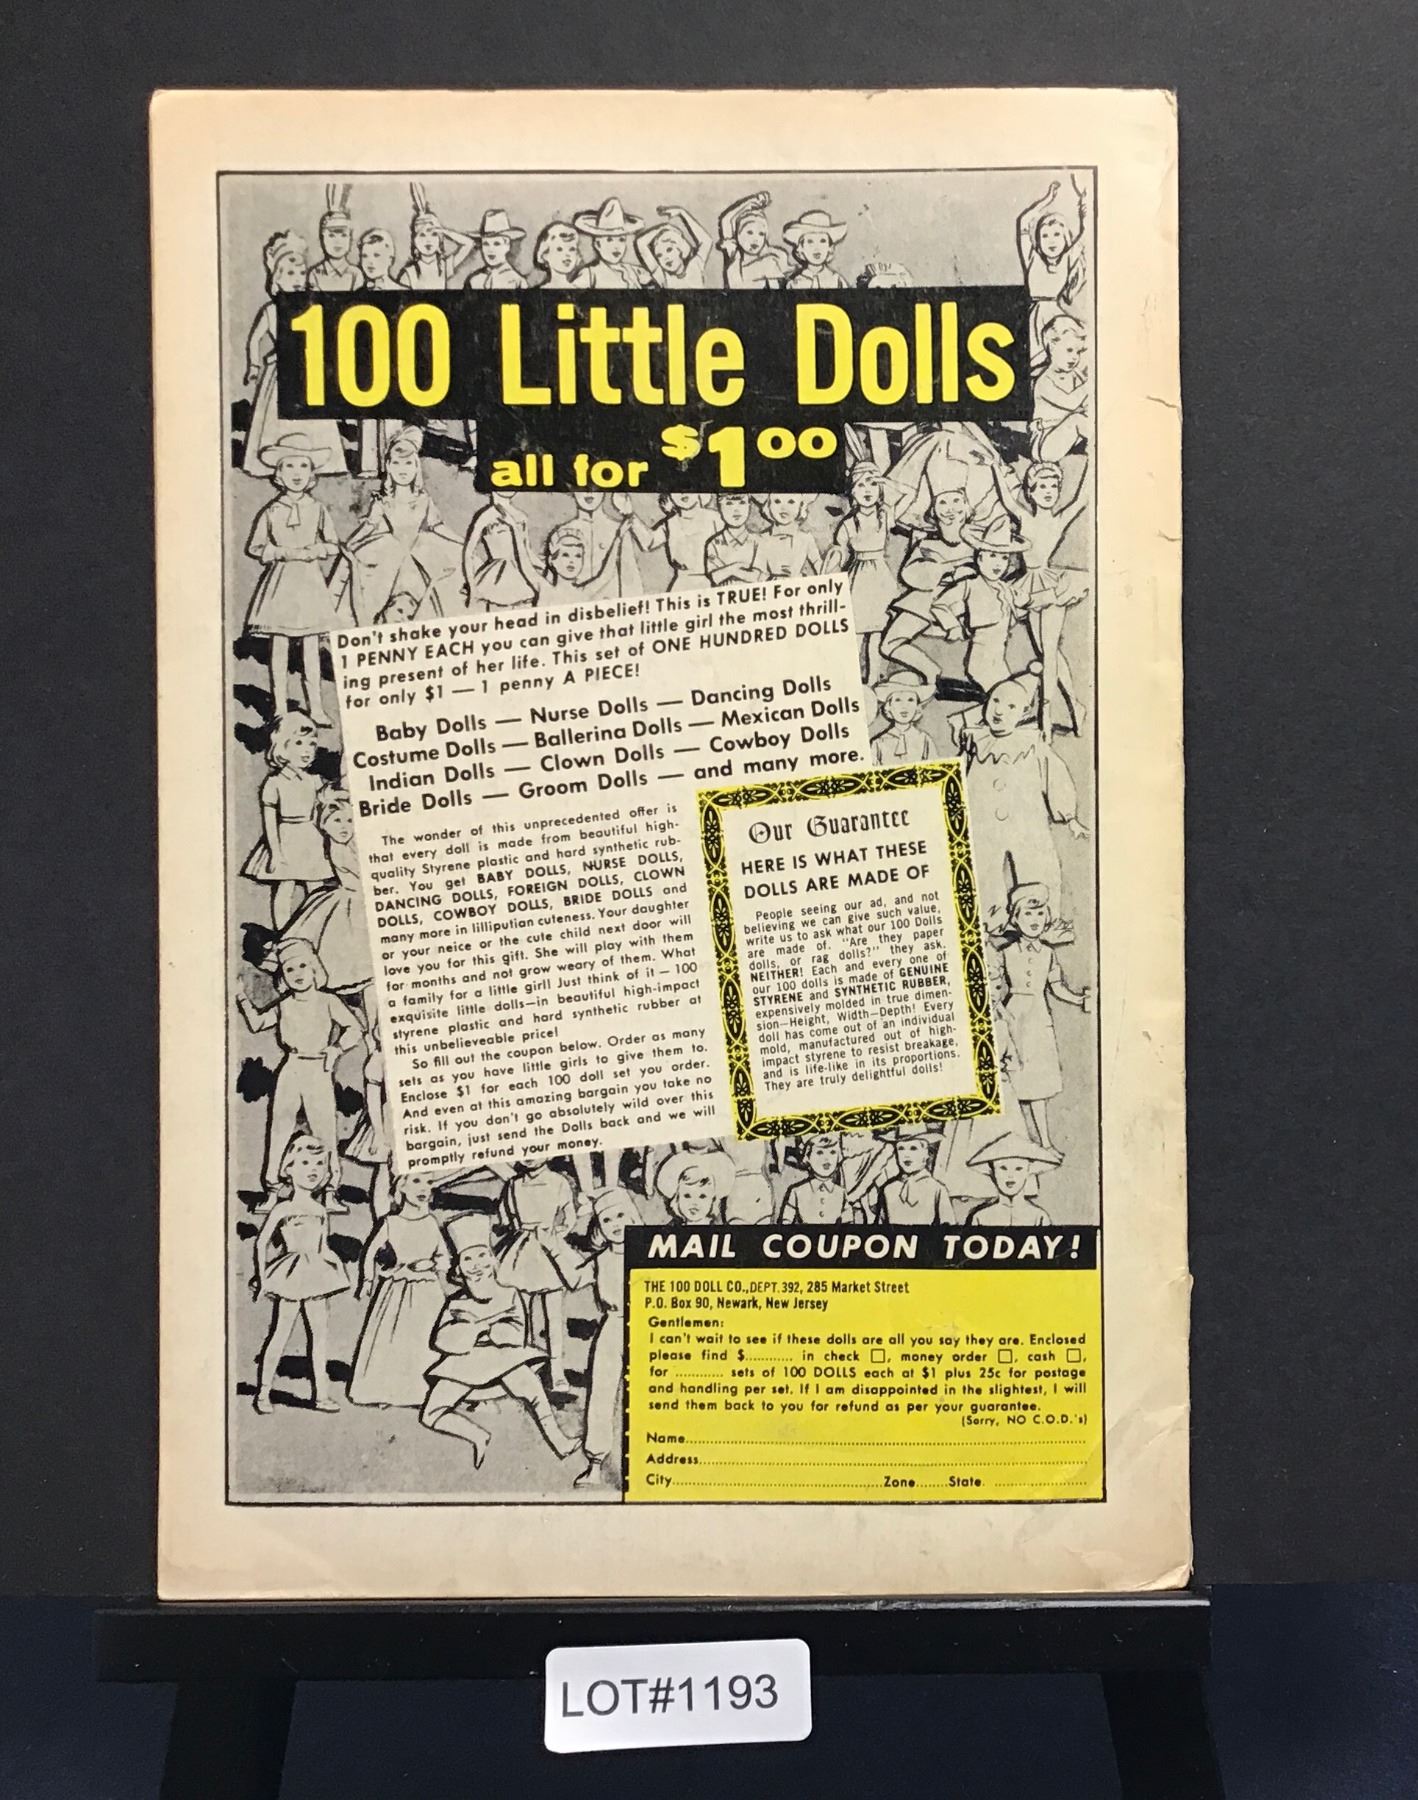 100 Little Dolls
all for $1 00
Don't shake your head in disbelief! This is TRUE! For only
1 PENNY EACH you can give that little girl the most thrill-
ing present of her life. This set of ONE HUNDRED DOLLS
for only $1 — 1 penny A PIECE!
Baby Dolls — Nurse Dolls — Dancing Dolls
Costume Dolls — Ballerina Dolls — Mexican Dolls
Indian Dolls — Clown Dolls — Cowboy Dolls
Bride Dolls — Groom Dolls — and many more.
The wonder of this unprecedented offer is
that every doll is made from beautiful high-
quality Styrene plastic and hard synthetic rub-
ber. You get BABY DOLLS, NURSE DOLLS,
DANCING DOLLS, FOREIGN DOLLS, CLOWN
DOLLS, COWBOY DOLLS, BRIDE DOLLS and
many more in lilliputian cuteness. Your daughter
or your neice or the cute child next door will
love you for this gift. She will play with them
for months and not grow weary of them. What
a family for a little girl! Just think of it — 100
exquisite little dolls—in beautiful high-impact
styrene plastic and hard synthetic rubber at
this unbelieveable price!
So fill out the coupon below. Order as many
sets as you have little girls to give them to.
Enclose $1 for each 100 doll set you order.
And even at this amazing bargain you take no
risk. If you don't go absolutely wild over this
bargain, just send the Dolls back and we will
promptly refund your money.
Our Guarantee
HERE IS WHAT THESE
DOLLS ARE MADE OF
People seeing our ad, and not
believing we can give such value,
write us to ask what our 100 Dolls
are made of. "Are they paper
dolls, or rag dolls?" they ask.
NEITHER! Each and every one of
our 100 dolls is made of GENUINE
STYRENE and SYNTHETIC RUBBER,
expensively molded in true dimen-
sion—Height, Width—Depth! Every
doll has come out of an individual
mold, manufactured out of high-
impact styrene to resist breakage,
and is life-like in its proportions.
They are truly delightful dolls!
MAIL COUPON TODAY!
THE 100 DOLL CO., DEPT. 392, 285 Market Street
P.O. Box 90, Newark, New Jersey
Gentlemen:
I can't wait to see if these dolls are all you say they are. Enclosed
please find $............ in check ☐, money order ☐, cash ☐,
for ............ sets of 100 DOLLS each at $1 plus 25c for postage
and handling per set. If I am disappointed in the slightest, I will
send them back to you for refund as per your guarantee.
(Sorry, NO C.O.D.'s)
Name................................................
Address................................................
City........................Zone.......State................
LOT#1193